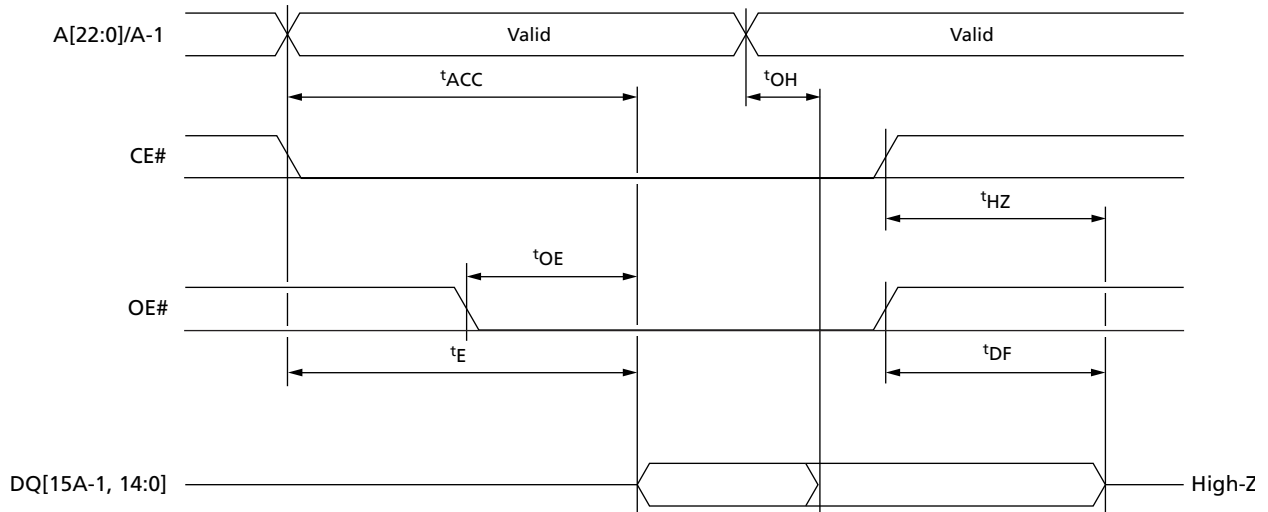 A[22:0]/A-1
Valid
Valid
tACC
tOH
CE#
tHZ
tOE
OE#
tE
tDF
DQ[15A-1, 14:0]
High-Z